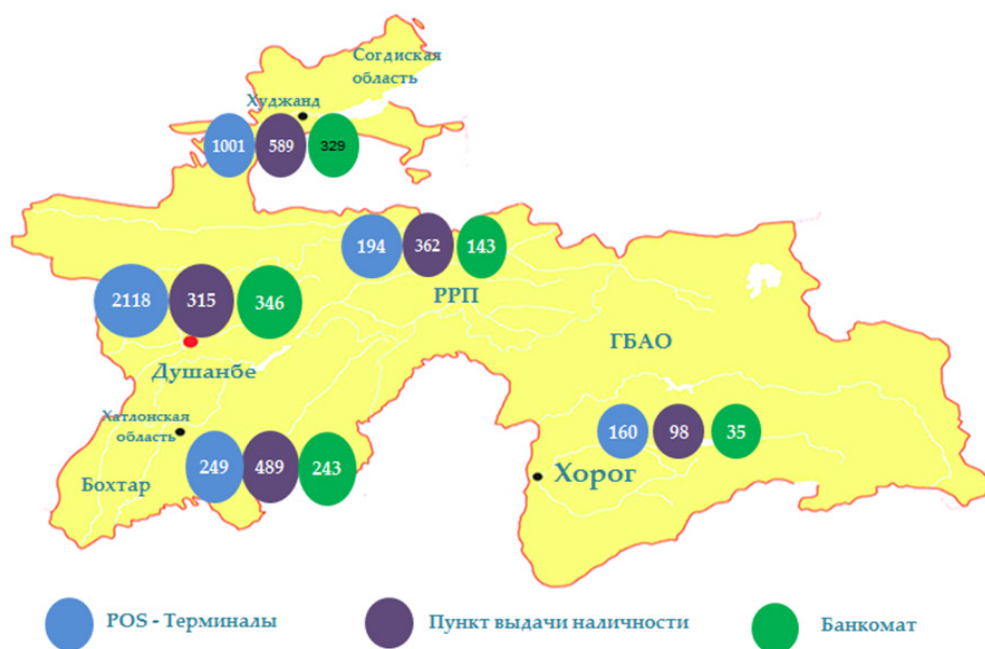 Согдиская
область
Худжанд
1001 589 329
194 362 143
РРП
2118 315 346
ГБАО
Душанбе
Хатлонская
область
160 98 35
249 489 243
Бохтар
Хорог
POS - Терминалы
Пункт выдачи наличности
Банкомат